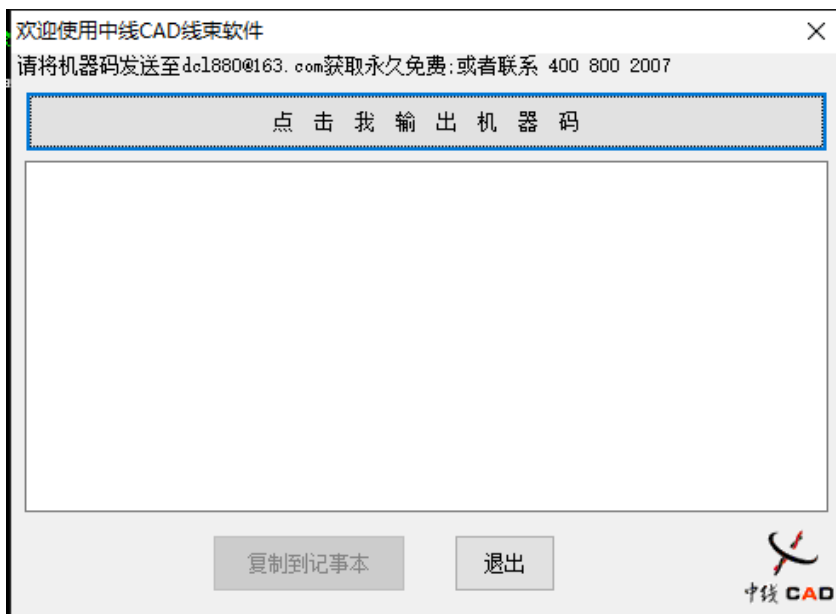 欢迎使用中线CAD线束软件
请将机器码发送至dcl880@163.com获取永久免费;或者联系 400 800 2007
点 击 我 输 出 机 器 码
复制到记事本
退出
中线 CAD